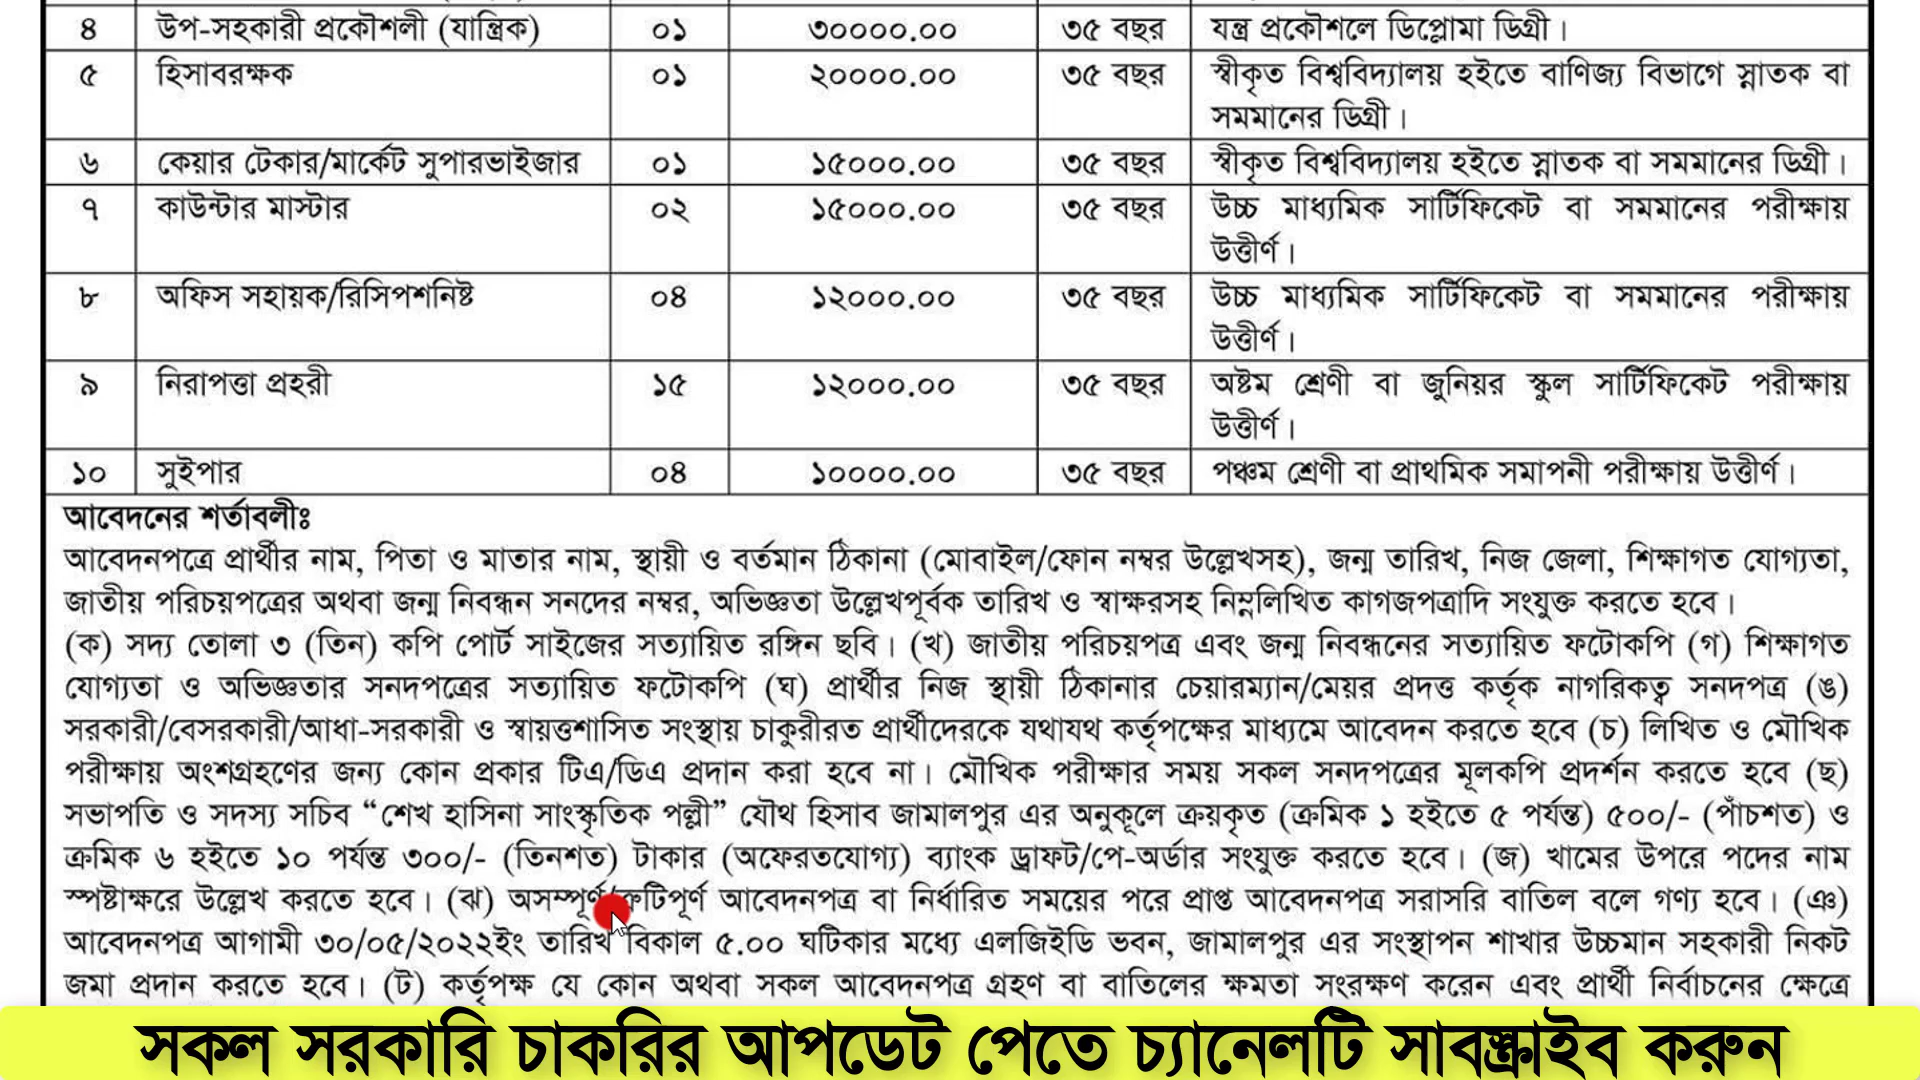 ৪ উপ-সহকারী প্রকৌশলী (যান্ত্রিক) ০১ ৩০০০০.০০ ৩৫ বছর যন্ত্র প্রকৌশলে ডিপ্লোমা ডিগ্রী।
৫ হিসাবরক্ষক ০১ ২০০০০.০০ ৩৫ বছর স্বীকৃত বিশ্ববিদ্যালয় হইতে বাণিজ্য বিভাগে স্নাতক বা
সমমানের ডিগ্রী।
৬ কেয়ার টেকার/মার্কেট সুপারভাইজার ০১ ১৫০০০.০০ ৩৫ বছর স্বীকৃত বিশ্ববিদ্যালয় হইতে স্নাতক বা সমমানের ডিগ্রী।
৭ কাউন্টার মাস্টার ০২ ১৫০০০.০০ ৩৫ বছর উচ্চ মাধ্যমিক সার্টিফিকেট বা সমমানের পরীক্ষায়
উত্তীর্ণ।
৮ অফিস সহায়ক/রিসিপশনিষ্ট ০৪ ১২০০০.০০ ৩৫ বছর উচ্চ মাধ্যমিক সার্টিফিকেট বা সমমানের পরীক্ষায়
উত্তীর্ণ।
৯ নিরাপত্তা প্রহরী ১৫ ১২০০০.০০ ৩৫ বছর অষ্টম শ্রেণী বা জুনিয়র স্কুল সার্টিফিকেট পরীক্ষায়
উত্তীর্ণ।
১০ সুইপার ০৪ ১০০০০.০০ ৩৫ বছর পঞ্চম শ্রেণী বা প্রাথমিক সমাপনী পরীক্ষায় উত্তীর্ণ।
আবেদনের শর্তাবলীঃ
আবেদনপত্রে প্রার্থীর নাম, পিতা ও মাতার নাম, স্থায়ী ও বর্তমান ঠিকানা (মোবাইল/ফোন নম্বর উল্লেখসহ), জন্ম তারিখ, নিজ জেলা, শিক্ষাগত যোগ্যতা,
জাতীয় পরিচয়পত্রের অথবা জন্ম নিবন্ধন সনদের নম্বর, অভিজ্ঞতা উল্লেখপূর্বক তারিখ ও স্বাক্ষরসহ নিম্নলিখিত কাগজপত্রাদি সংযুক্ত করতে হবে।
(ক) সদ্য তোলা ৩ (তিন) কপি পোর্ট সাইজের সত্যায়িত রঙ্গিন ছবি। (খ) জাতীয় পরিচয়পত্র এবং জন্ম নিবন্ধনের সত্যায়িত ফটোকপি (গ) শিক্ষাগত
যোগ্যতা ও অভিজ্ঞতার সনদপত্রের সত্যায়িত ফটোকপি (ঘ) প্রার্থীর নিজ স্থায়ী ঠিকানার চেয়ারম্যান/মেয়র প্রদত্ত কর্তৃক নাগরিকত্ব সনদপত্র (ঙ)
সরকারী/বেসরকারী/আধা-সরকারী ও স্বায়ত্তশাসিত সংস্থায় চাকুরীরত প্রার্থীদেরকে যথাযথ কর্তৃপক্ষের মাধ্যমে আবেদন করতে হবে (চ) লিখিত ও মৌখিক
পরীক্ষায় অংশগ্রহণের জন্য কোন প্রকার টিএ/ডিএ প্রদান করা হবে না। মৌখিক পরীক্ষার সময় সকল সনদপত্রের মূলকপি প্রদর্শন করতে হবে (ছ)
সভাপতি ও সদস্য সচিব “শেখ হাসিনা সাংস্কৃতিক পল্লী” যৌথ হিসাব জামালপুর এর অনুকূলে ক্রয়কৃত (ক্রমিক ১ হইতে ৫ পর্যন্ত) ৫০০/- (পাঁচশত) ও
ক্রমিক ৬ হইতে ১০ পর্যন্ত ৩০০/- (তিনশত) টাকার (অফেরতযোগ্য) ব্যাংক ড্রাফট/পে-অর্ডার সংযুক্ত করতে হবে। (জ) খামের উপরে পদের নাম
স্পষ্টাক্ষরে উল্লেখ করতে হবে। (ঝ) অসম্পূর্ণ/ত্রুটিপূর্ণ আবেদনপত্র বা নির্ধারিত সময়ের পরে প্রাপ্ত আবেদনপত্র সরাসরি বাতিল বলে গণ্য হবে। (ঞ)
আবেদনপত্র আগামী ৩০/০৫/২০২২ইং তারিখ বিকাল ৫.০০ ঘটিকার মধ্যে এলজিইডি ভবন, জামালপুর এর সংস্থাপন শাখার উচ্চমান সহকারী নিকট
জমা প্রদান করতে হবে। (ট) কর্তৃপক্ষ যে কোন অথবা সকল আবেদনপত্র গ্রহণ বা বাতিলের ক্ষমতা সংরক্ষণ করেন এবং প্রার্থী নির্বাচনের ক্ষেত্রে
সকল সরকারি চাকরির আপডেট পেতে চ্যানেলটি সাবস্ক্রাইব করুন